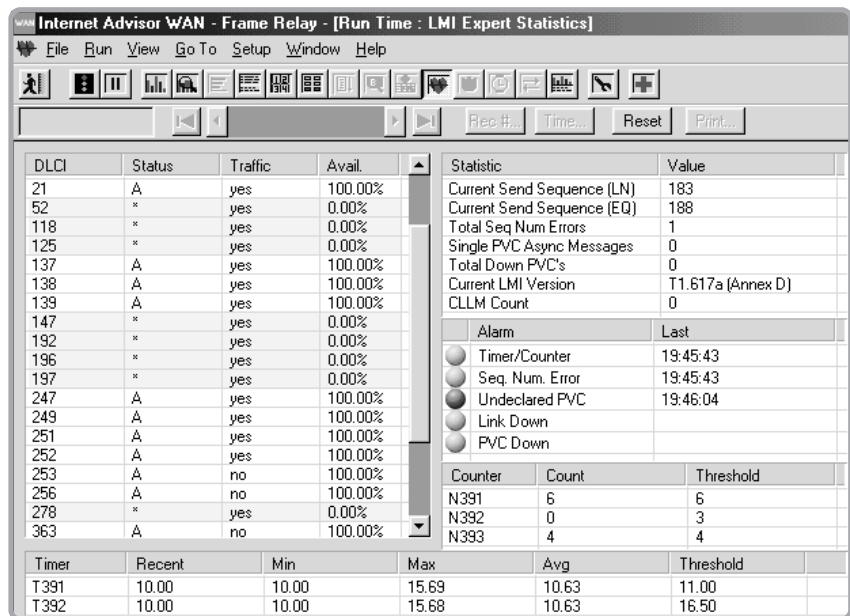 WAN Internet Advisor WAN - Frame Relay - [Run Time : LMI Expert Statistics]
File Run View Go To Setup Window Help
Rec #... Time... Reset Print...
DLCI Status Traffic Avail.
21 A yes 100.00%
52 * yes 0.00%
118 * yes 0.00%
125 * yes 0.00%
137 A yes 100.00%
138 A yes 100.00%
139 A yes 100.00%
147 * yes 0.00%
192 * yes 0.00%
196 * yes 0.00%
197 * yes 0.00%
247 A yes 100.00%
249 A yes 100.00%
251 A yes 100.00%
252 A yes 100.00%
253 A no 100.00%
256 A no 100.00%
278 * yes 0.00%
363 A no 100.00%
Statistic Value
Current Send Sequence (LN) 183
Current Send Sequence (EQ) 188
Total Seq Num Errors 1
Single PVC Async Messages 0
Total Down PVC's 0
Current LMI Version T1.617a (Annex D)
CLLM Count 0
Alarm Last
Timer/Counter 19:45:43
Seq. Num. Error 19:45:43
Undeclared PVC 19:46:04
Link Down
PVC Down
Counter Count Threshold
N391 6 6
N392 0 3
N393 4 4
Timer Recent Min Max Avg Threshold
T391 10.00 10.00 15.69 10.63 11.00
T392 10.00 10.00 15.68 10.63 16.50